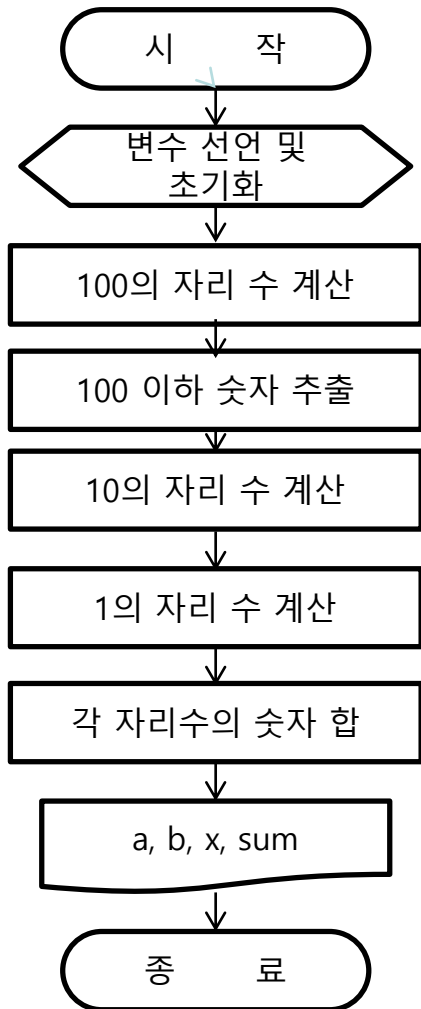 시 작
변수 선언 및
초기화
100의 자리 수 계산
100 이하 숫자 추출
10의 자리 수 계산
1의 자리 수 계산
각 자리수의 숫자 합
a, b, x, sum
종 료